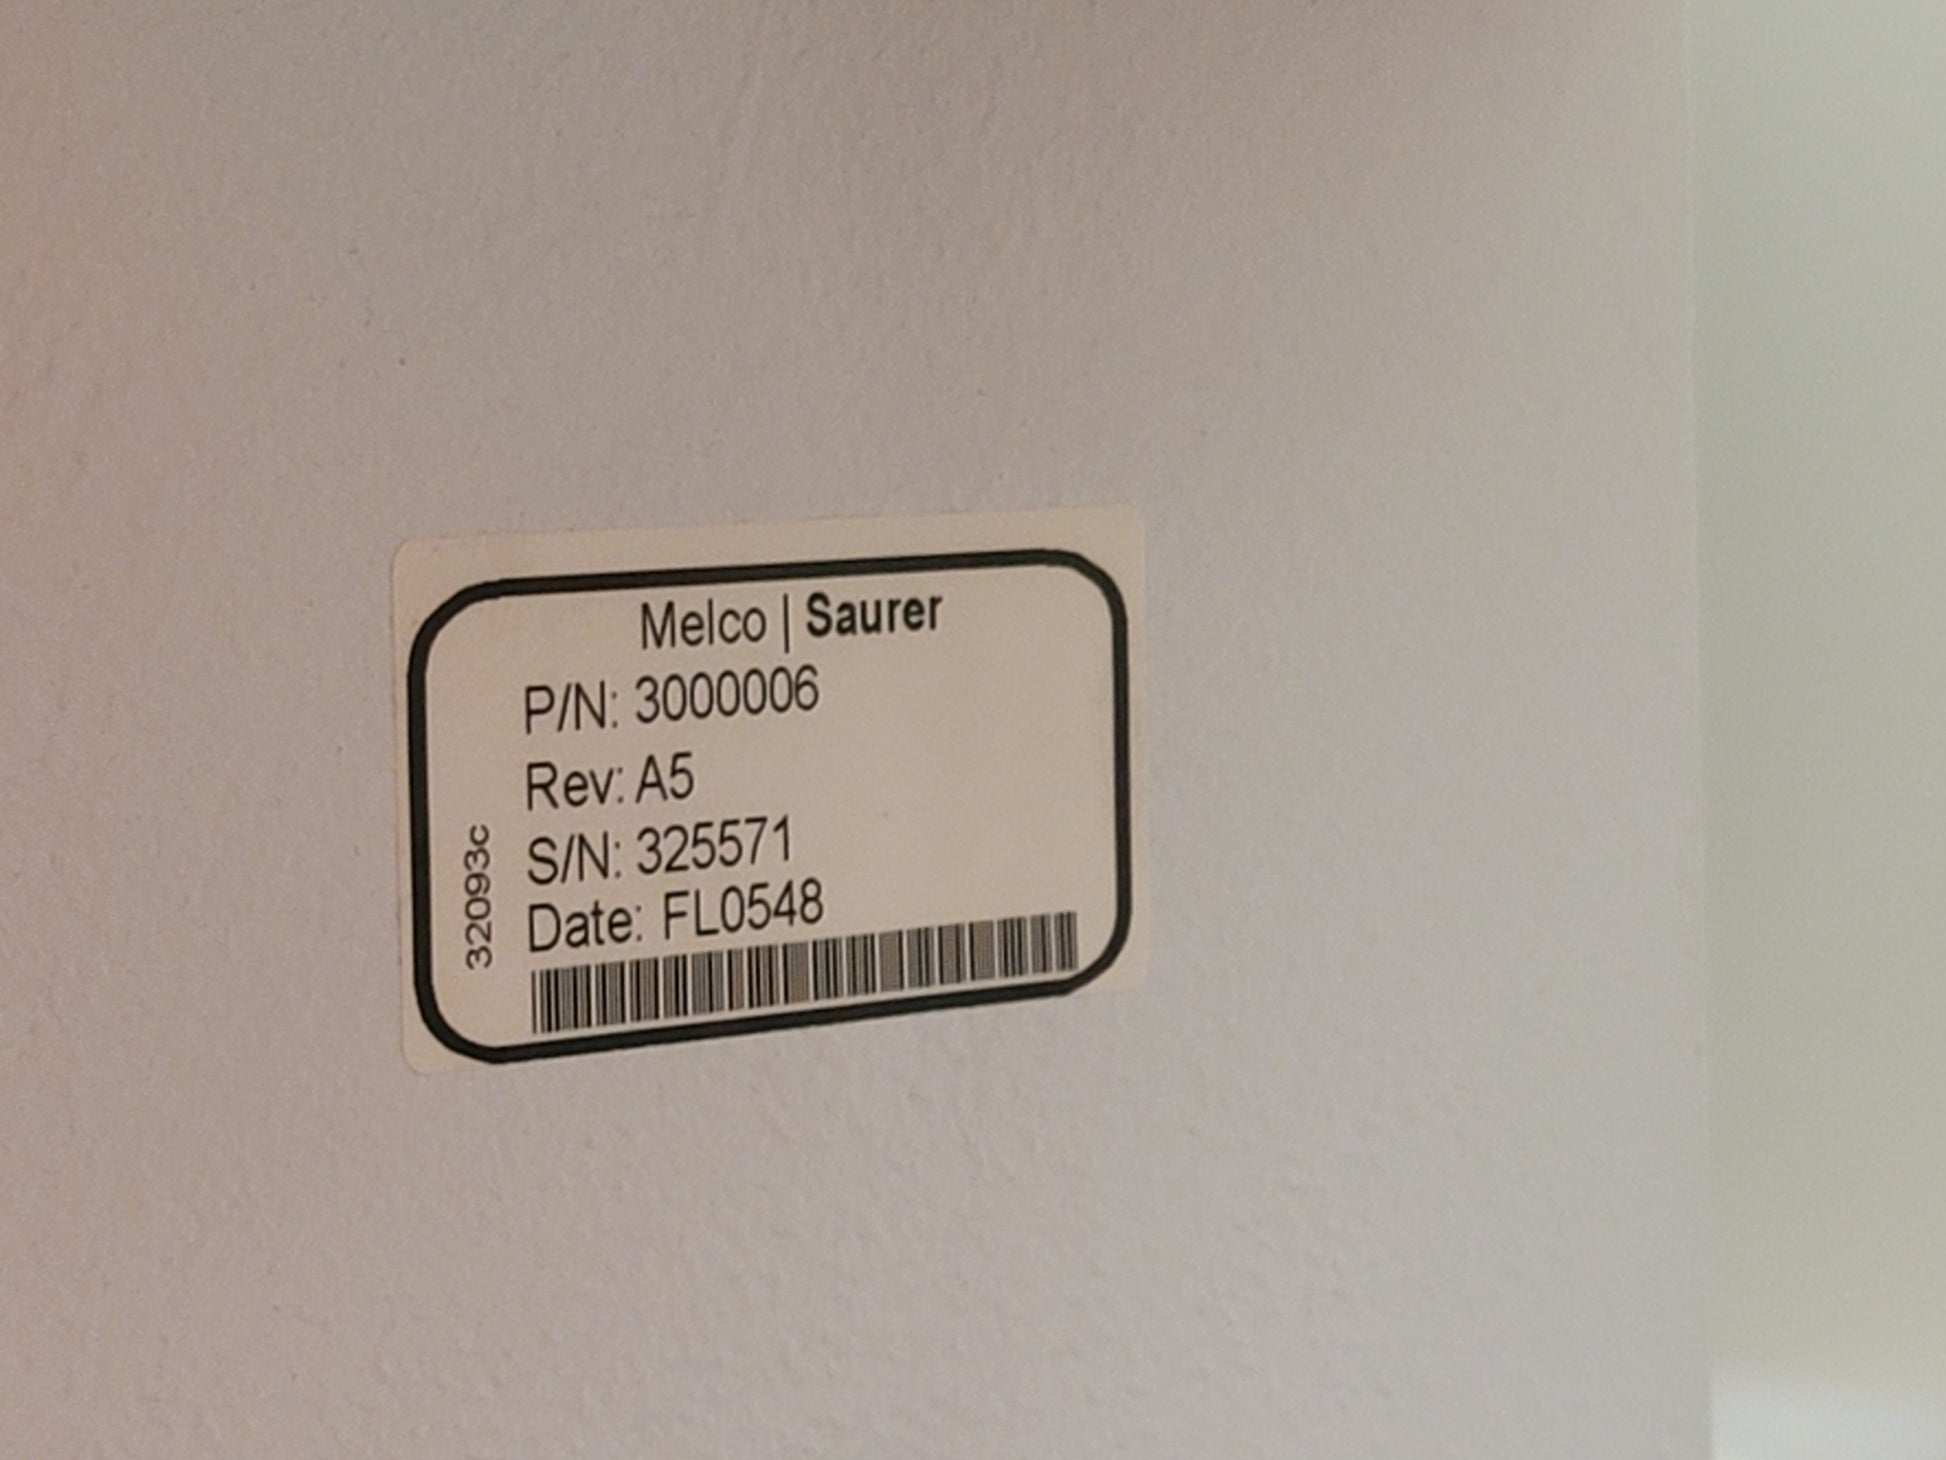 Melco | Saurer
P/N: 3000006
Rev: A5
S/N: 325571
Date: FL0548
32093c